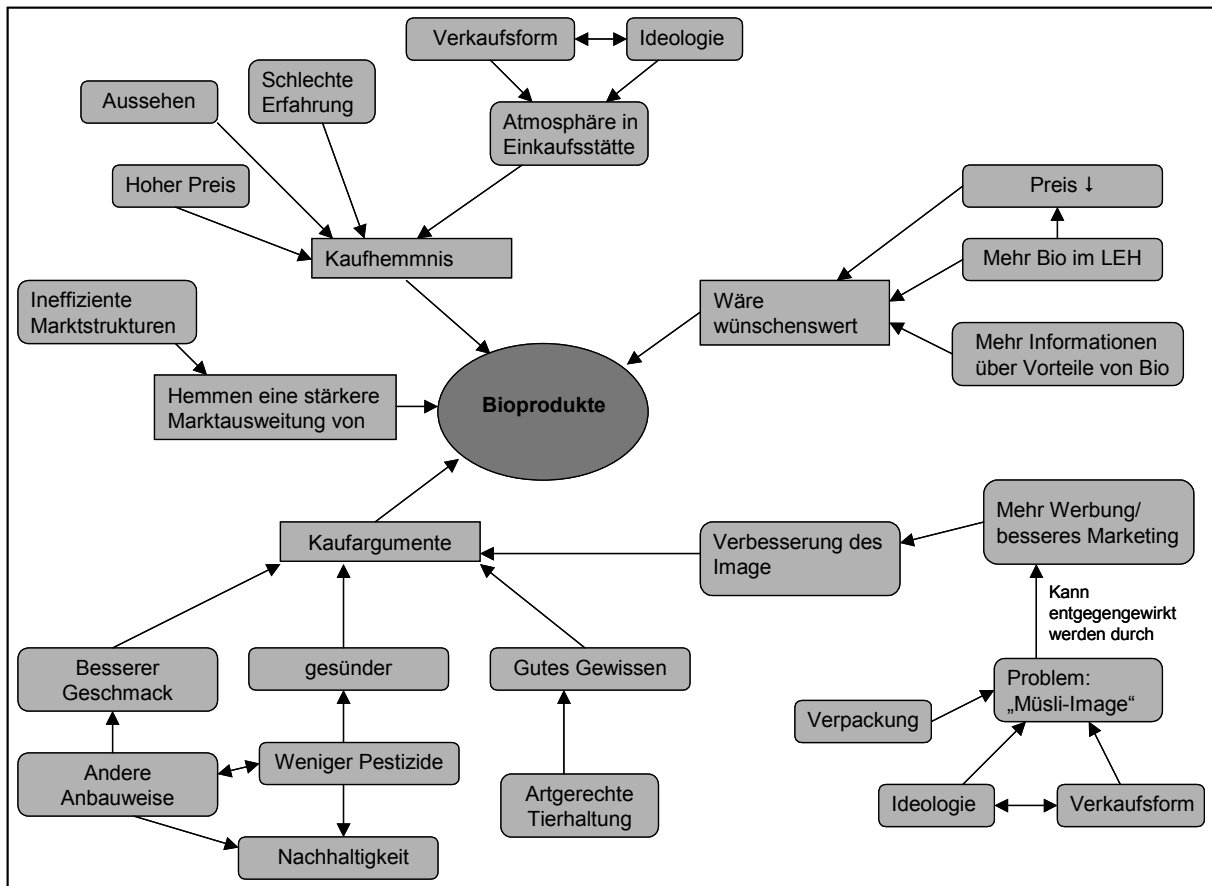 Verkaufsform
Ideologie
Schlechte
Erfahrung
Aussehen
Atmosphäre in
Einkaufsstätte
Hoher Preis
Preis ↓
Kaufhemmnis
Mehr Bio im LEH
Ineffiziente
Marktstrukturen
Wäre
wünschenswert
Mehr Informationen
über Vorteile von Bio
Hemmen eine stärkere
Marktausweitung von
Bioprodukte
Kaufargumente
Verbesserung des
Image
Mehr Werbung/
besseres Marketing
Kann
entgegengewirkt
werden durch
Besserer
Geschmack
gesünder
Gutes Gewissen
Problem:
„Müsli-Image“
Verpackung
Andere
Anbauweise
Weniger Pestizide
Artgerechte
Tierhaltung
Ideologie
Verkaufsform
Nachhaltigkeit